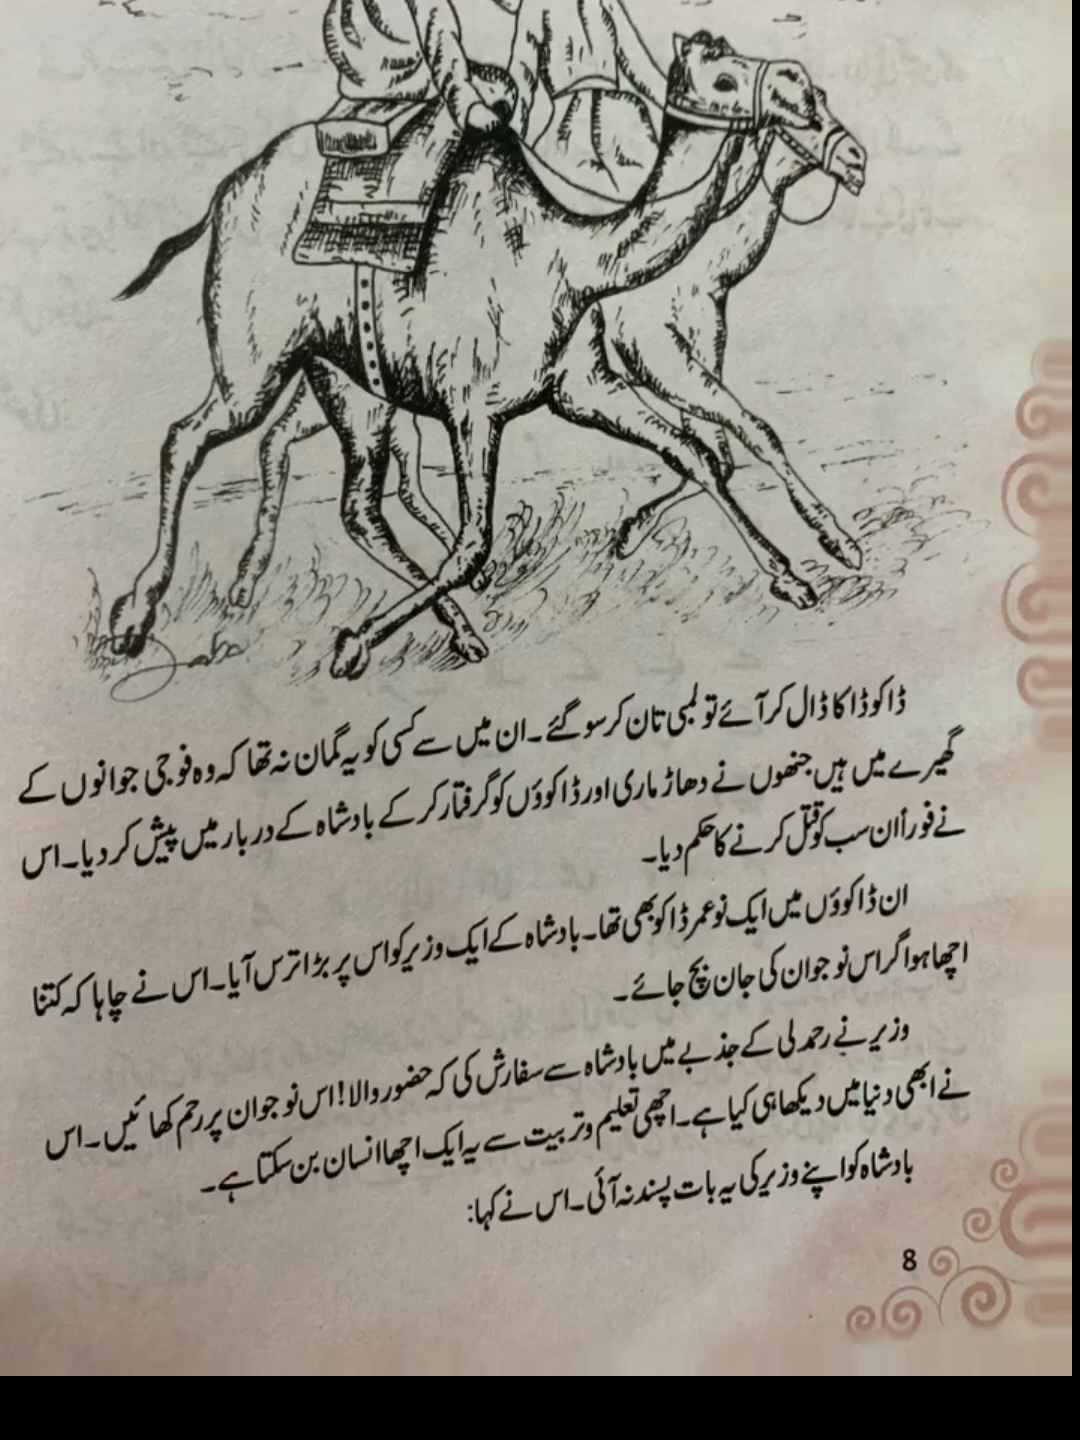 ڈاکو ڈاکا ڈال کر آئے تو لمبی تان کر سو گئے۔ ان میں سے کسی کو یہ گمان نہ تھا کہ وہ فوجی جوانوں کے
گھیرے میں ہیں جنھوں نے دھاڑ ماری اور ڈاکوؤں کو گرفتار کر کے بادشاہ کے دربار میں پیش کر دیا۔ اس
نے فوراً ان سب کو قتل کرنے کا حکم دیا۔
ان ڈاکوؤں میں ایک نو عمر ڈاکو بھی تھا۔ بادشاہ کے ایک وزیر کو اس پر بڑا ترس آیا۔ اس نے چاہا کہ کتنا
اچھا ہو اگر اس نوجوان کی جان بچ جائے۔
وزیر نے رحمدلی کے جذبے میں بادشاہ سے سفارش کی کہ حضور والا! اس نوجوان پر رحم کھائیں۔ اس
نے ابھی دنیا میں دیکھا ہی کیا ہے۔ اچھی تعلیم و تربیت سے یہ ایک اچھا انسان بن سکتا ہے۔
بادشاہ کو اپنے وزیر کی یہ بات پسند نہ آئی۔ اس نے کہا:
8